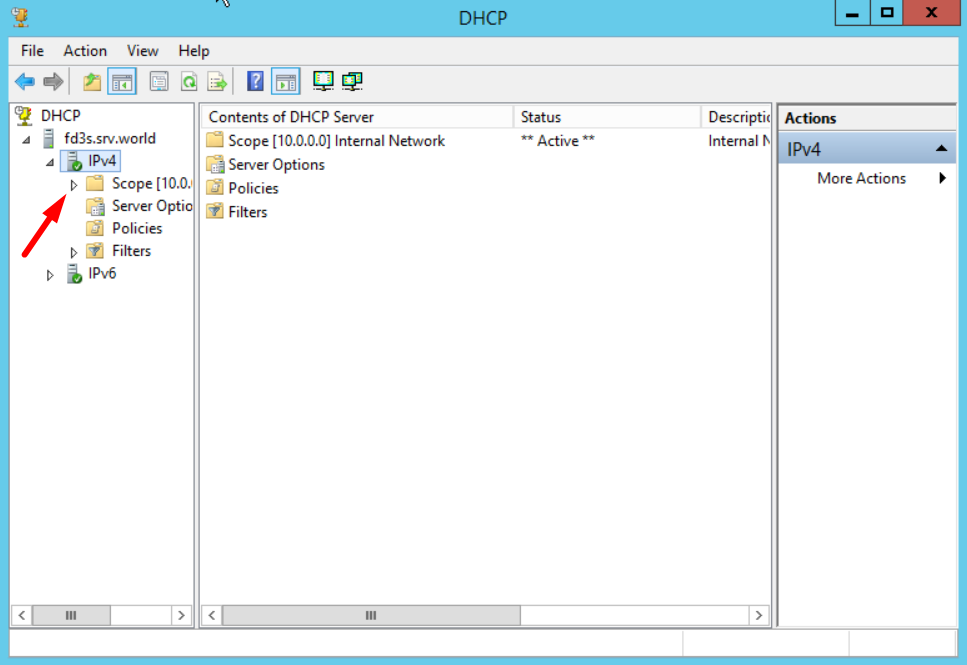 DHCP
File Action View Help
DHCP
fd3s.srv.world
IPv4
Scope [10.0.
Server Optio
Policies
Filters
IPv6
Contents of DHCP Server Status Descriptic
Scope [10.0.0.0] Internal Network ** Active ** Internal N
Server Options
Policies
Filters
Actions
IPv4
More Actions